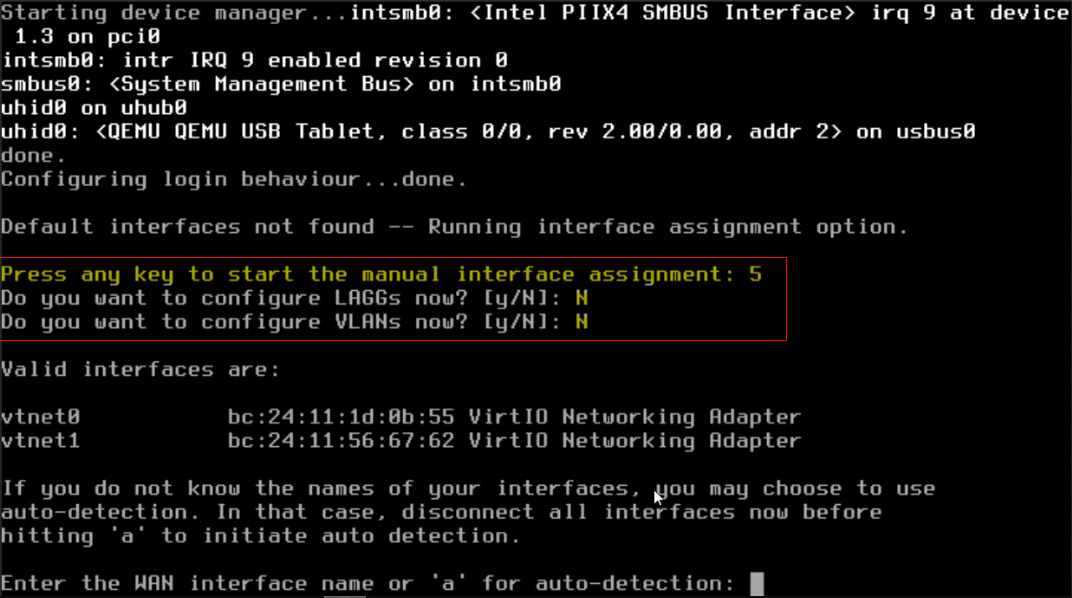 Starting device manager...intsmb0: <Intel PIIX4 SMBUS Interface> irq 9 at device
1.3 on pci0
intsmb0: intr IRQ 9 enabled revision 0
smbus0: <System Management Bus> on intsmb0
uhid0 on uhub0
uhid0: <QEMU QEMU USB Tablet, class 0/0, rev 2.00/0.00, addr 2> on usbus0
done.
Configuring login behaviour...done.
Default interfaces not found -- Running interface assignment option.
Press any key to start the manual interface assignment: 5
Do you want to configure LAGGs now? [y/N]: N
Do you want to configure VLANs now? [y/N]: N
Valid interfaces are:
vtnet0 bc:24:11:1d:0b:55 VirtIO Networking Adapter
vtnet1 bc:24:11:56:67:62 VirtIO Networking Adapter
If you do not know the names of your interfaces, you may choose to use
auto-detection. In that case, disconnect all interfaces now before
hitting 'a' to initiate auto detection.
Enter the WAN interface name or 'a' for auto-detection: